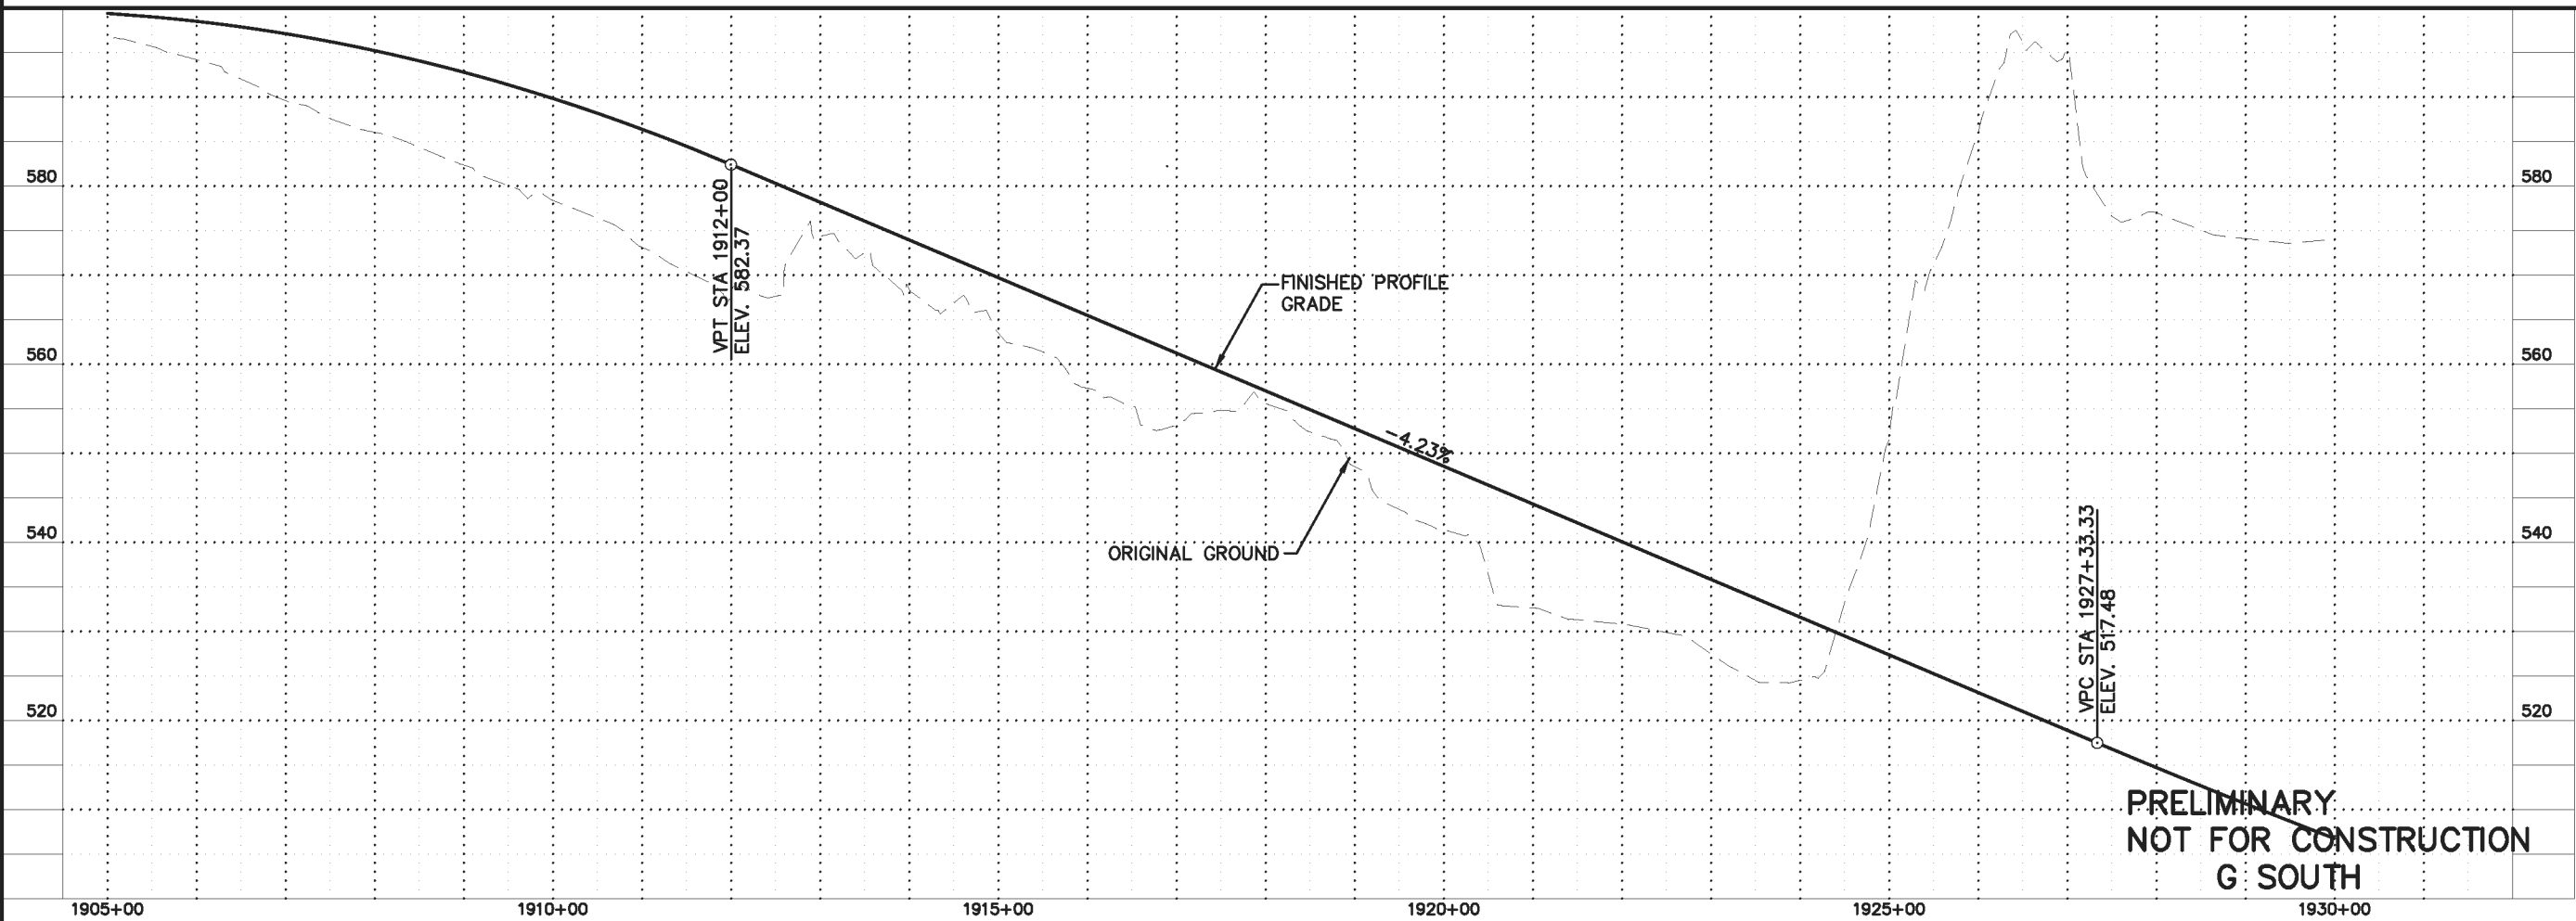 580
580
VPT STA 1912+00
ELEV. 582.37
FINISHED PROFILE
GRADE
560
560
-4.23%
ORIGINAL GROUND
540
540
VPC STA 1927+33.33
ELEV. 517.48
520
520
PRELIMINARY
NOT FOR CONSTRUCTION
G SOUTH
1905+00
1910+00
1915+00
1920+00
1925+00
1930+00